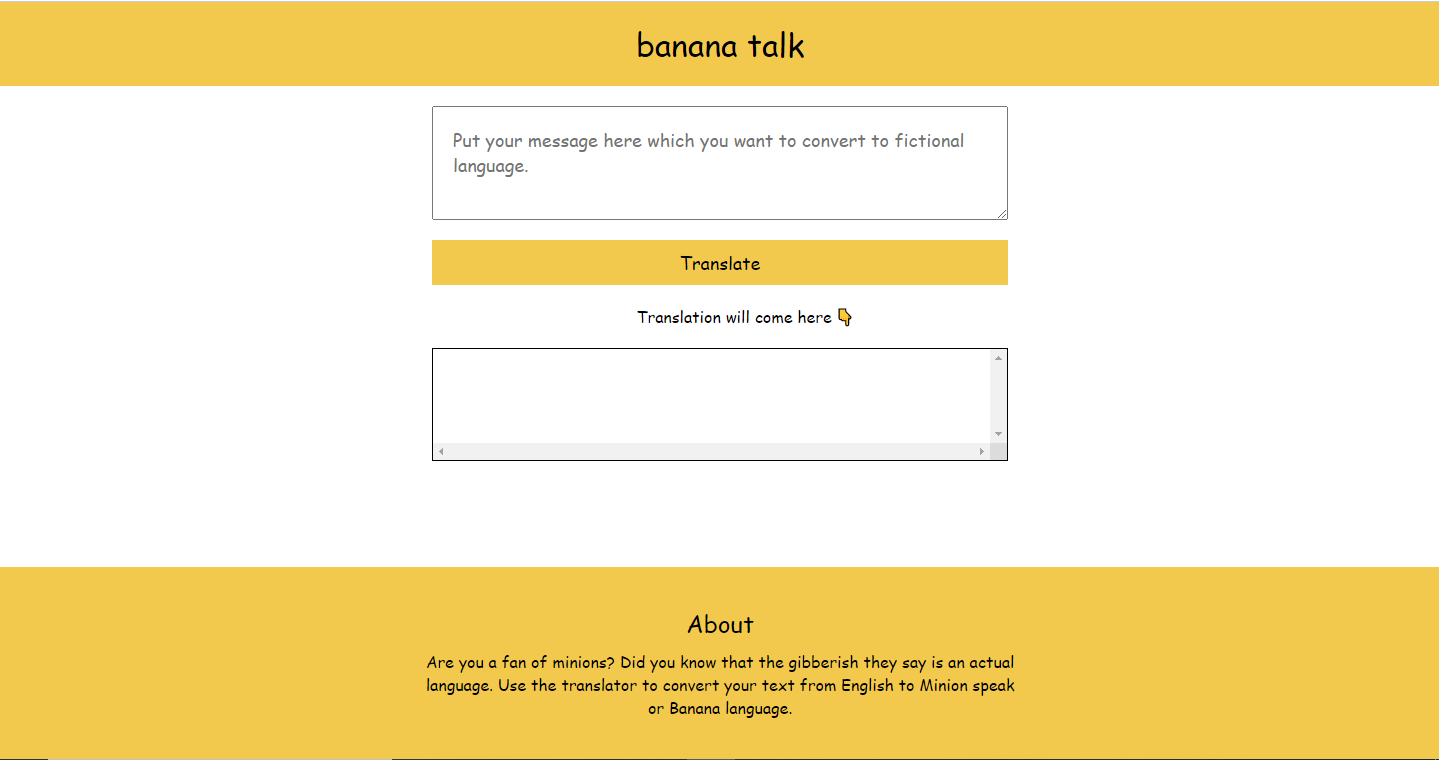 banana talk
Put your message here which you want to convert to fictional
language.
Translate
Translation will come here 👇
About
Are you a fan of minions? Did you know that the gibberish they say is an actual
language. Use the translator to convert your text from English to Minion speak
or Banana language.